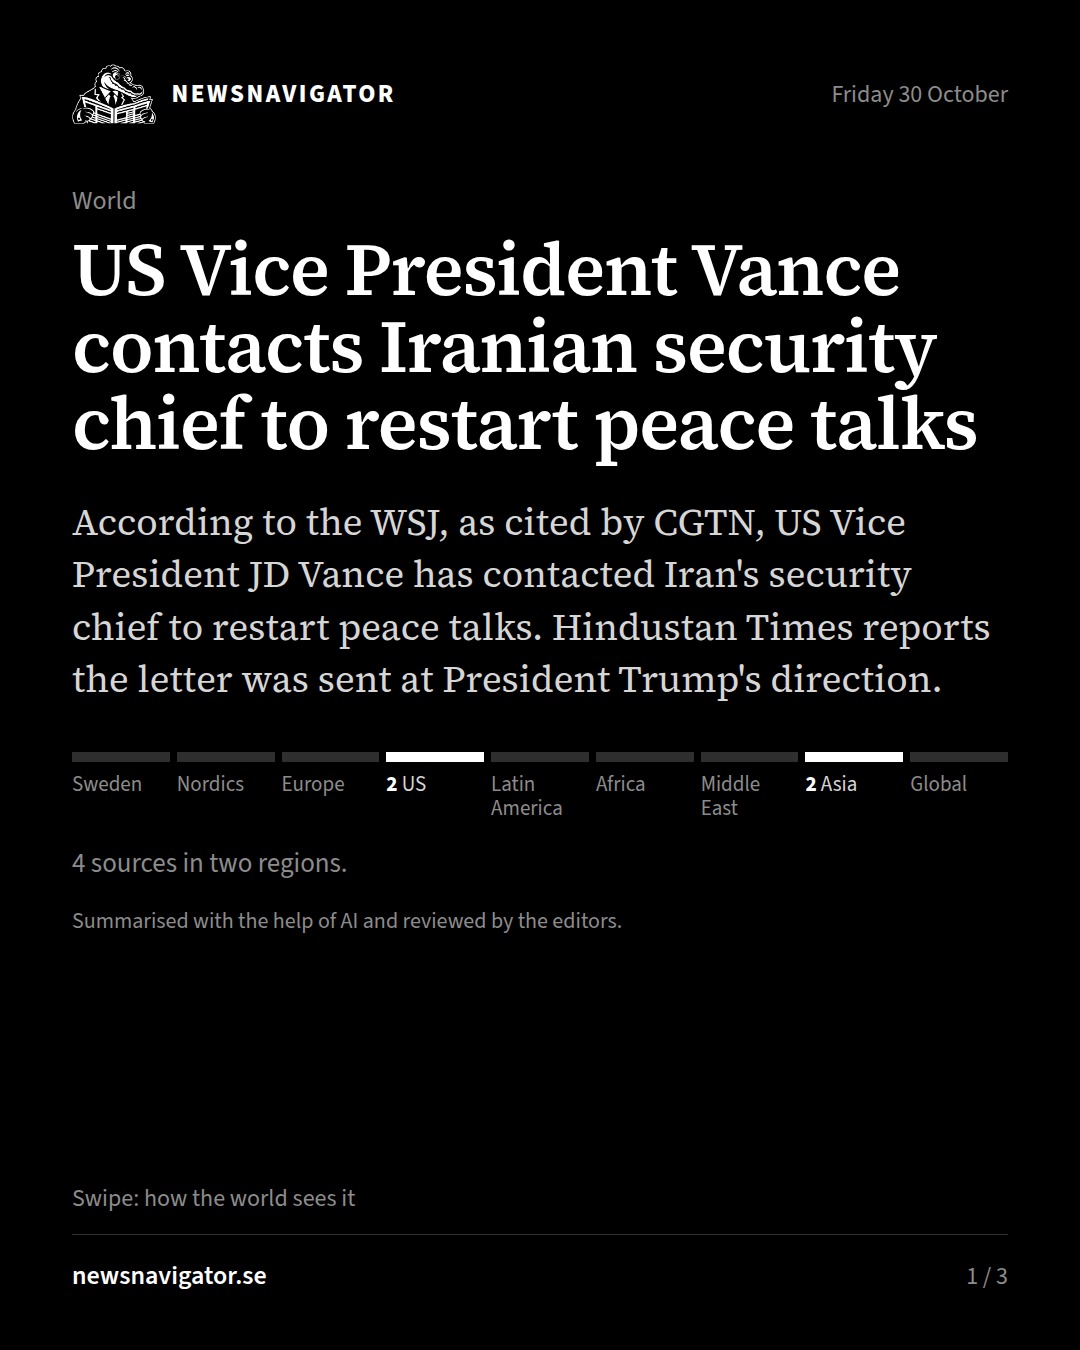 NEWSNAVIGATOR
Friday 30 October
World
US Vice President Vance
contacts Iranian security
chief to restart peace talks
According to the WSJ, as cited by CGTN, US Vice
President JD Vance has contacted Iran's security
chief to restart peace talks. Hindustan Times reports
the letter was sent at President Trump's direction.
Sweden
Nordics
Europe
2 US
Latin
America
Africa
Middle
East
2 Asia
Global
4 sources in two regions.
Summarised with the help of AI and reviewed by the editors.
Swipe: how the world sees it
newsnavigator.se
1 / 3